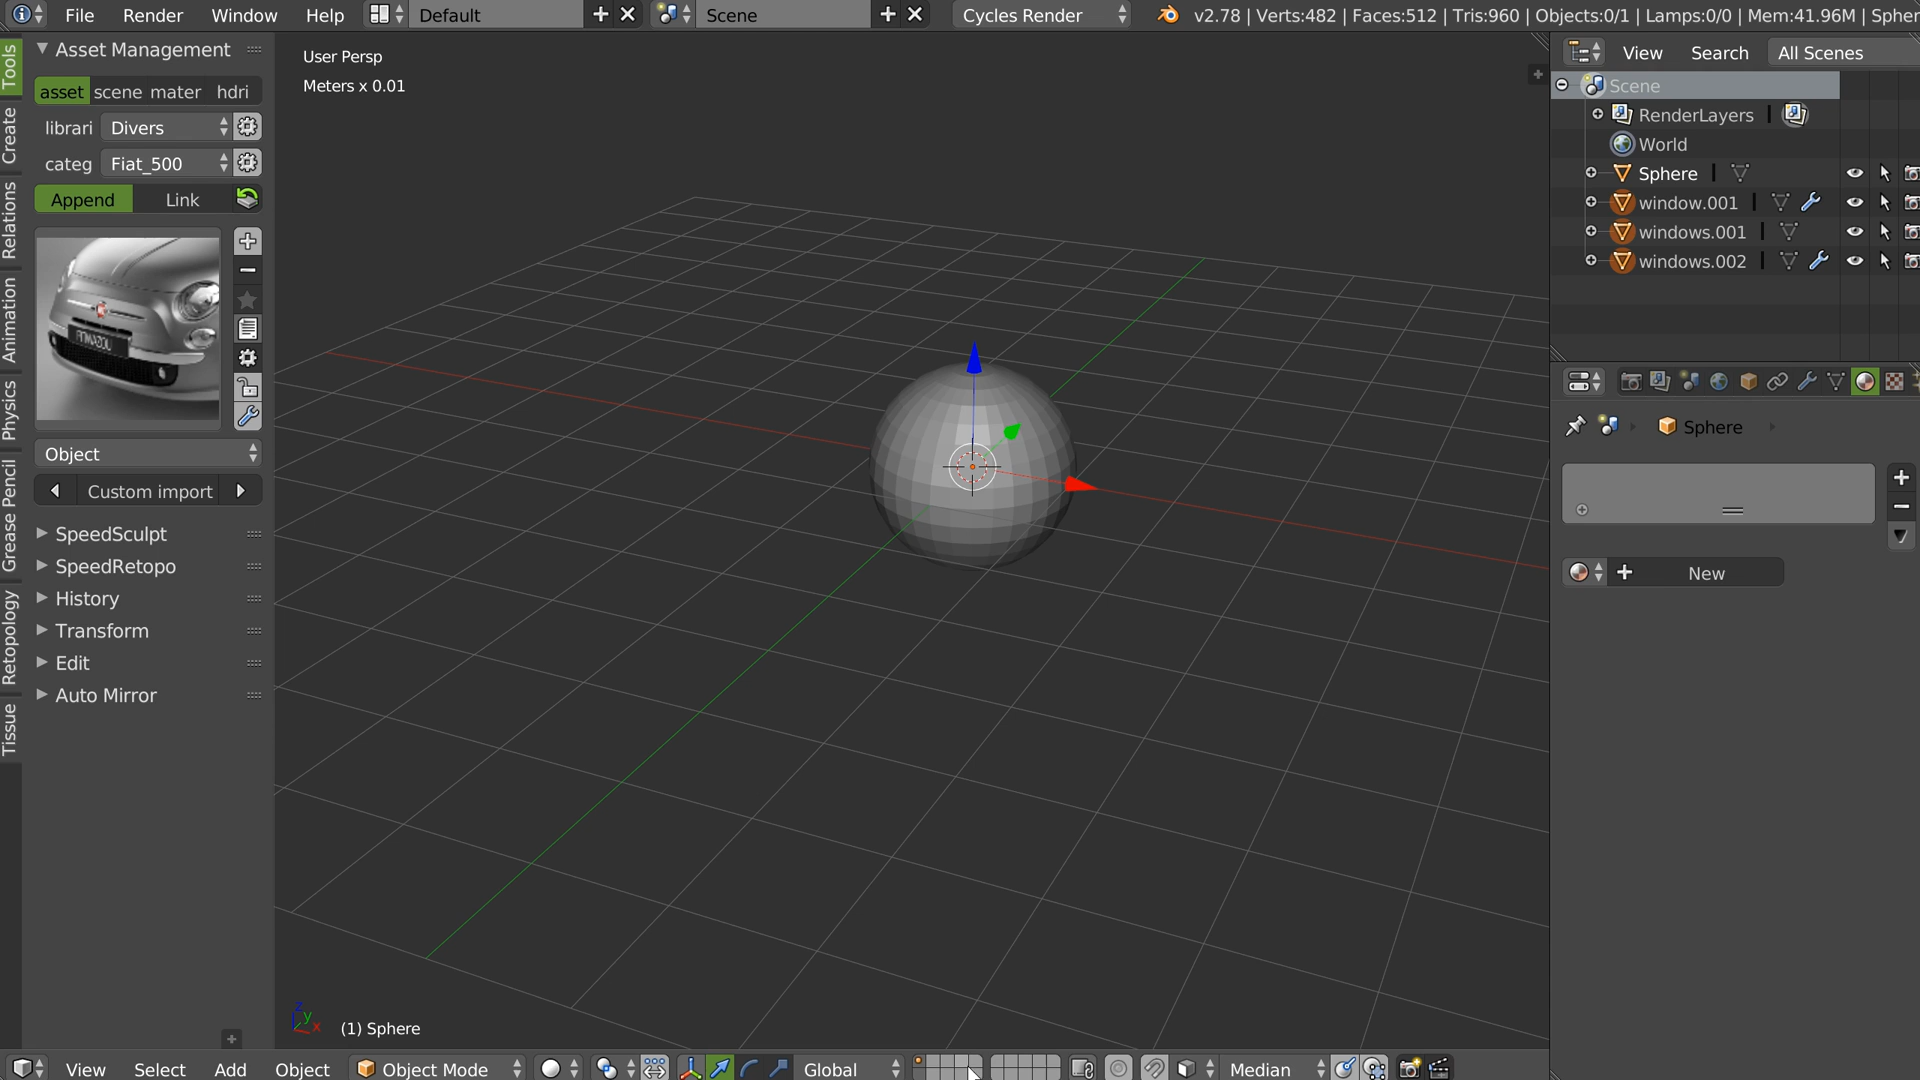 File Render Window Help Default Scene Cycles Render v2.78 | Verts:482 | Faces:512 | Tris:960 | Objects:0/1 | Lamps:0/0 | Mem:41.96M | Spher
Tools
Create
Relations
Animation
Physics
Grease Pencil
Retopology
Tissue
Asset Management
asset scene mater hdri
librari Divers
categ Fiat_500
Append Link
Object
Custom import
SpeedSculpt
SpeedRetopo
History
Transform
Edit
Auto Mirror
User Persp
Meters x 0.01
(1) Sphere
View Search All Scenes
Scene
RenderLayers
World
Sphere
window.001
windows.001
windows.002
Sphere
New
View Select Add Object Object Mode Global Median